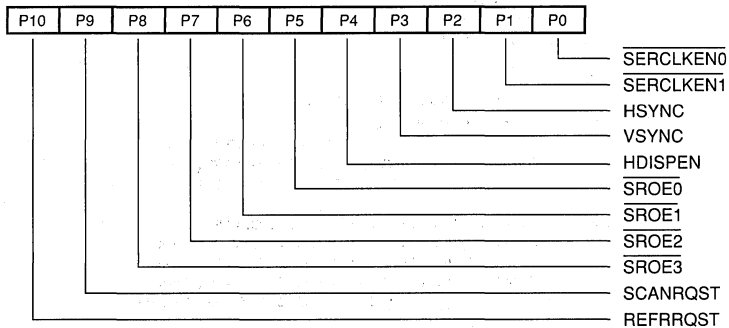 P10 P9 P8 P7 P6 P5 P4 P3 P2 P1 P0
SERCLKEN0
SERCLKEN1
HSYNC
VSYNC
HDISPEN
SROE0
SROE1
SROE2
SROE3
SCANRQST
REFRRQST